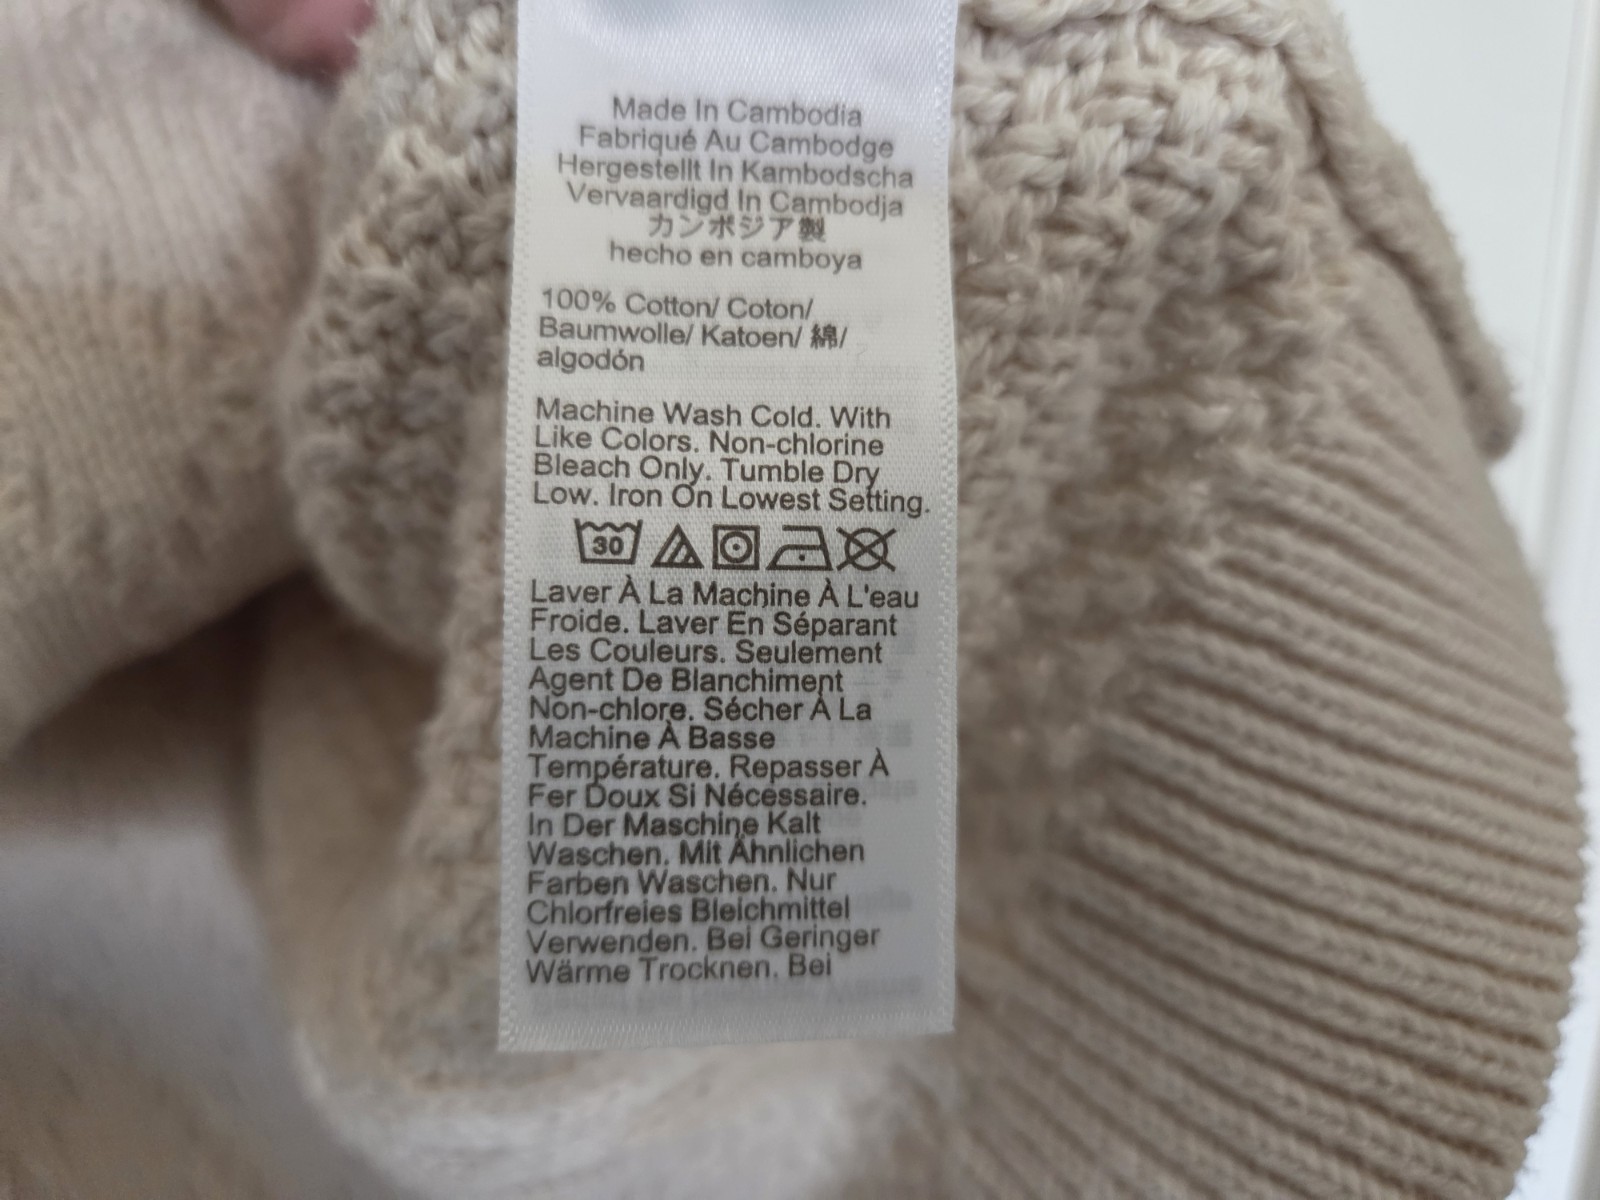 Made In Cambodia
Fabriqué Au Cambodge
Hergestellt In Kambodscha
Vervaardigd In Cambodja
カンボジア製
hecho en camboya
100% Cotton/ Coton/
Baumwolle/ Katoen/ 綿/
algodón
Machine Wash Cold. With
Like Colors. Non-chlorine
Bleach Only. Tumble Dry
Low. Iron On Lowest Setting.
30
Laver À La Machine À L'eau
Froide. Laver En Séparant
Les Couleurs. Seulement
Agent De Blanchiment
Non-chlore. Sécher À La
Machine À Basse
Température. Repasser À
Fer Doux Si Nécessaire.
In Der Maschine Kalt
Waschen. Mit Ähnlichen
Farben Waschen. Nur
Chlorfreies Bleichmittel
Verwenden. Bei Geringer
Wärme Trocknen. Bei